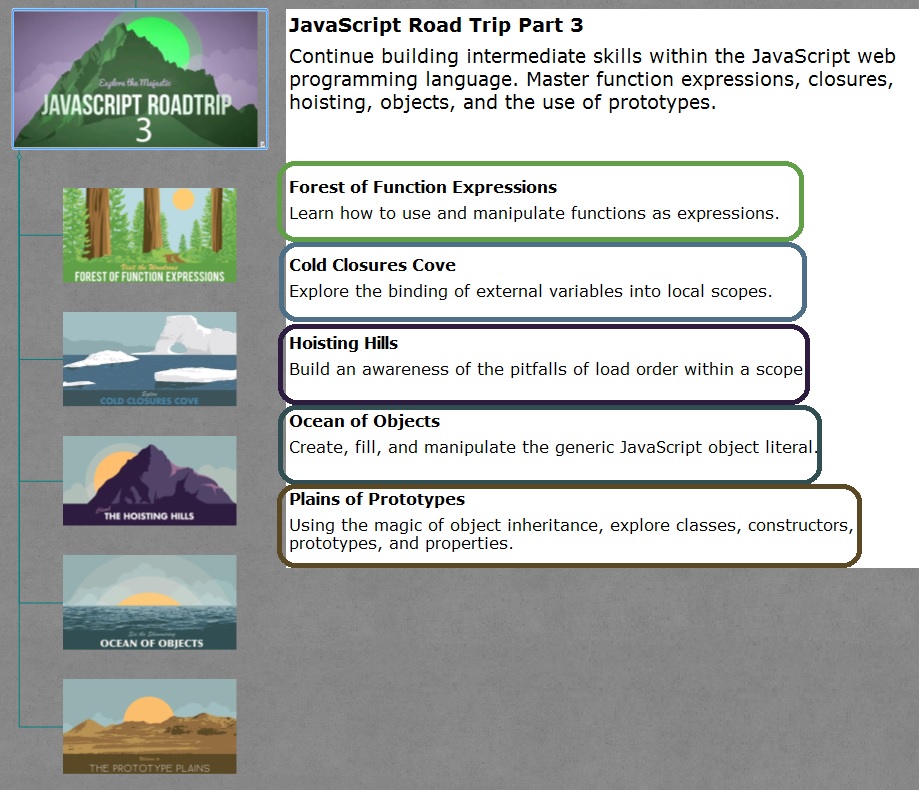 JavaScript Road Trip Part 3
Continue building intermediate skills within the JavaScript web
programming language. Master function expressions, closures,
hoisting, objects, and the use of prototypes.
Explore the Majestic
JAVASCRIPT ROADTRIP
3
Forest of Function Expressions
Learn how to use and manipulate functions as expressions.
Visit the Wondrous
FOREST OF FUNCTION EXPRESSIONS
Cold Closures Cove
Explore the binding of external variables into local scopes.
Explore
COLD CLOSURES COVE
Hoisting Hills
Build an awareness of the pitfalls of load order within a scope
THE HOISTING HILLS
Ocean of Objects
Create, fill, and manipulate the generic JavaScript object literal.
See the Shimmering
OCEAN OF OBJECTS
Plains of Prototypes
Using the magic of object inheritance, explore classes, constructors,
prototypes, and properties.
Welcome to
THE PROTOTYPE PLAINS